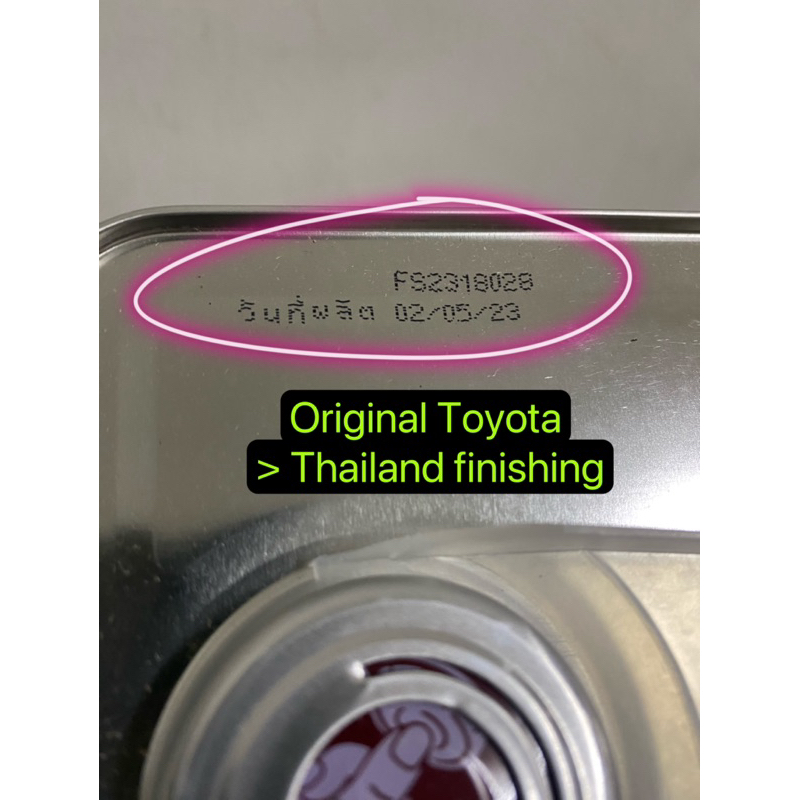 FS2318028
วันที่ผลิต 02/05/23
Original Toyota
> Thailand finishing